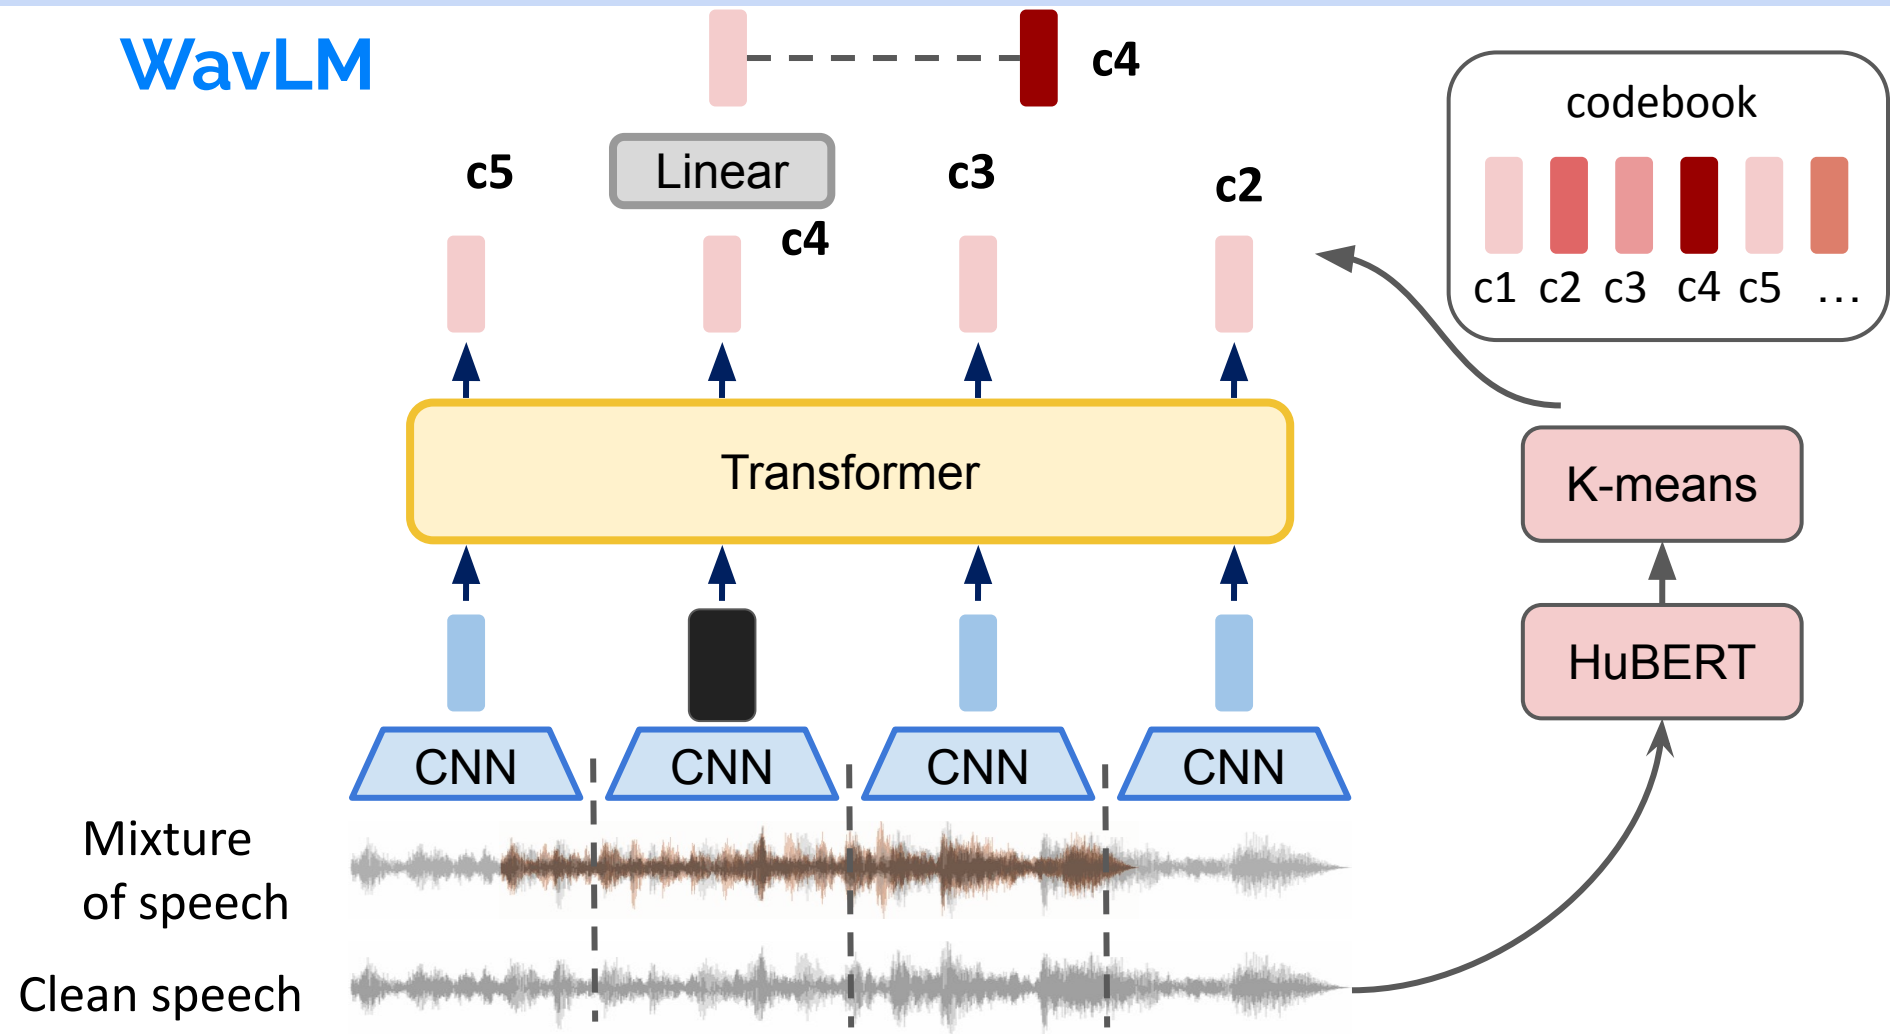 WavLM
c4
codebook
c5
Linear
c3
c2
c4
c1 c2 c3 c4 c5 ...
Transformer
K-means
HuBERT
CNN CNN CNN CNN
Mixture
of speech
Clean speech